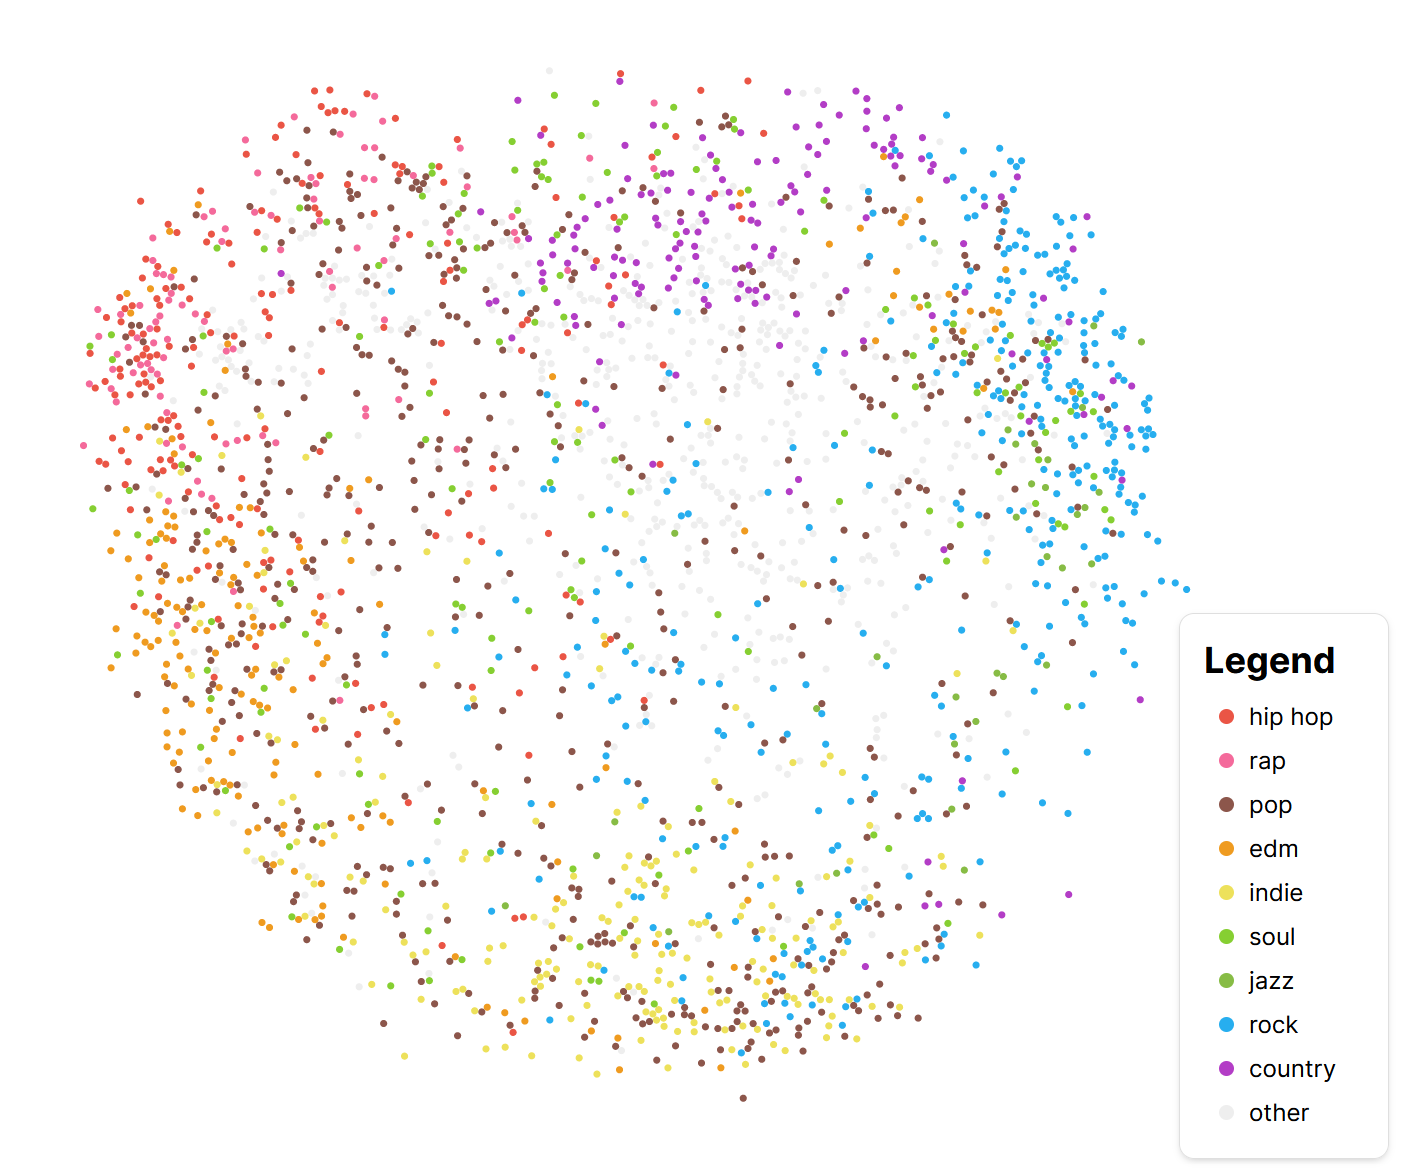 Legend
hip hop
rap
pop
edm
indie
soul
jazz
rock
country
other